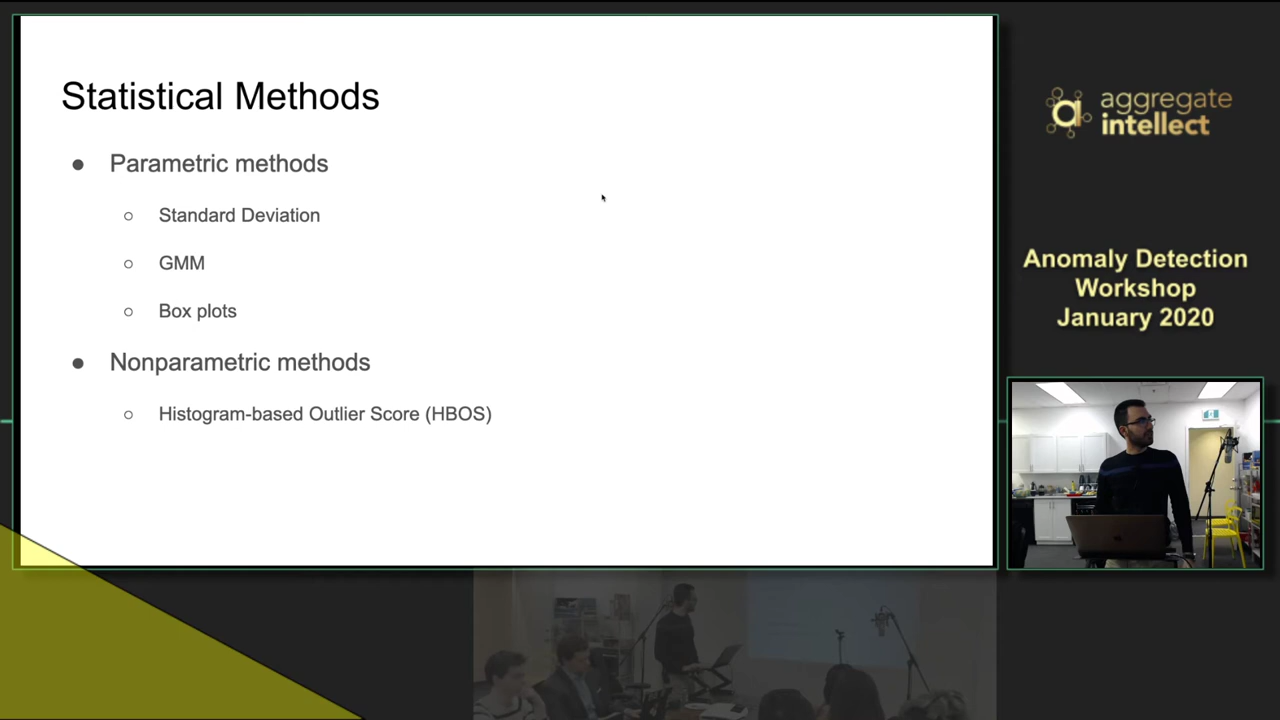 Statistical Methods
● Parametric methods
○ Standard Deviation
○ GMM
○ Box plots
● Nonparametric methods
○ Histogram-based Outlier Score (HBOS)
aggregate
intellect
Anomaly Detection
Workshop
January 2020